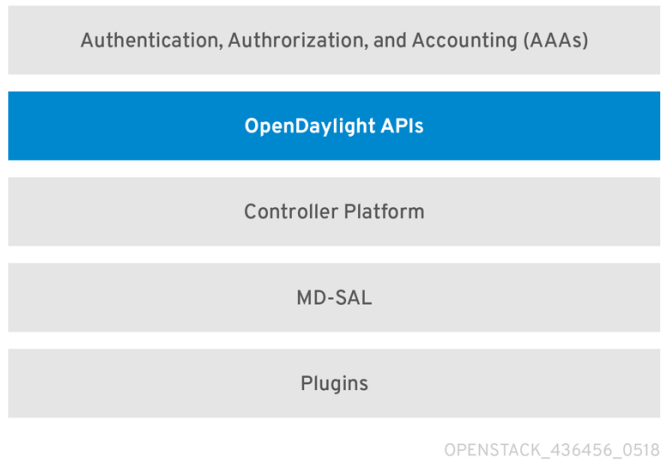 Authentication, Authrorization, and Accounting (AAAs)
OpenDaylight APIs
Controller Platform
MD-SAL
Plugins
OPENSTACK_436456_0518